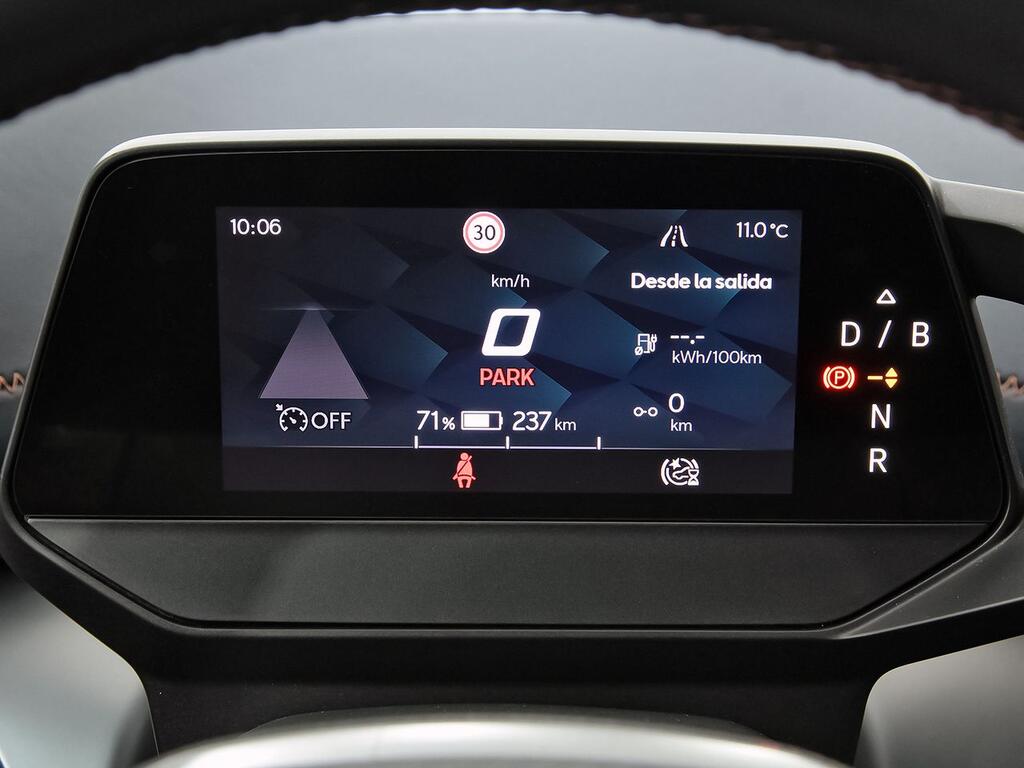 10:06
30
11.0 °C
km/h
Desde la salida
0
--.-
kWh/100km
PARK
OFF
71%
237 km
0
km
D / B
P
N
R